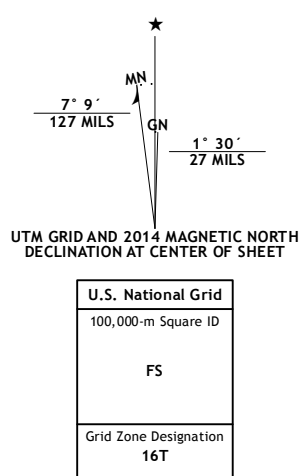 MN
GN
7° 9´
127 MILS
1° 30´
27 MILS
UTM GRID AND 2014 MAGNETIC NORTH
DECLINATION AT CENTER OF SHEET
U.S. National Grid
100,000-m Square ID
FS
Grid Zone Designation
16T